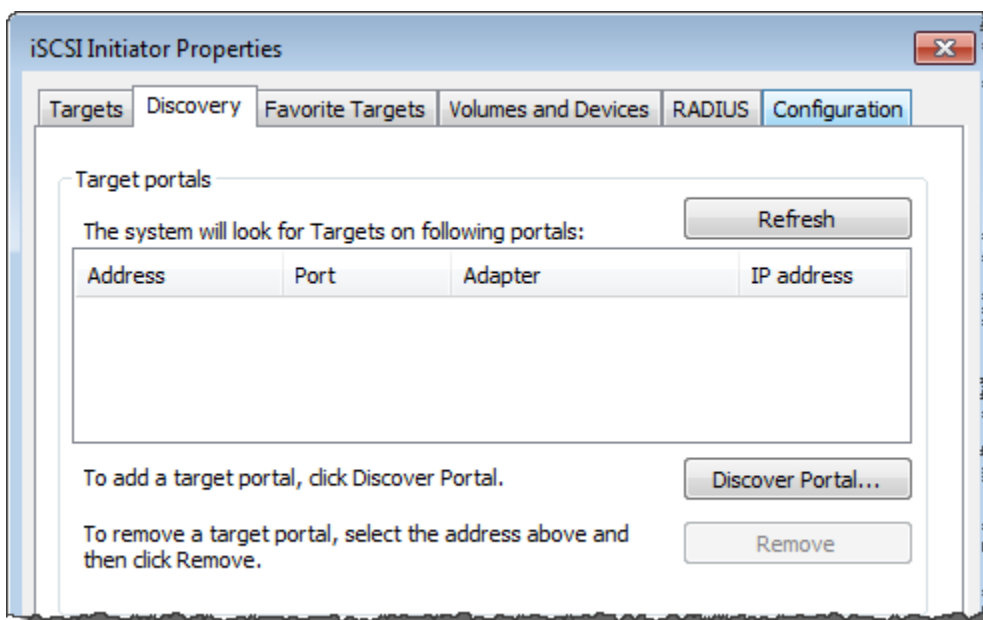 iSCSI Initiator Properties
Targets Discovery Favorite Targets Volumes and Devices RADIUS Configuration
Target portals
The system will look for Targets on following portals:
Refresh
Address Port Adapter IP address
To add a target portal, click Discover Portal.
Discover Portal...
To remove a target portal, select the address above and
then click Remove.
Remove